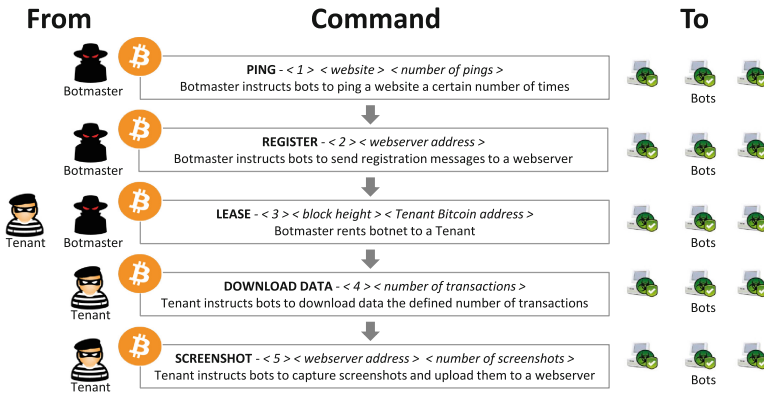 From Command To
PING - < 1 > < website > < number of pings >
Botmaster instructs bots to ping a website a certain number of times
Botmaster
Bots
REGISTER - < 2 > < webserver address >
Botmaster instructs bots to send registration messages to a webserver
Botmaster
Bots
LEASE - < 3 > < block height > < Tenant Bitcoin address >
Botmaster rents botnet to a Tenant
Tenant
Botmaster
Bots
DOWNLOAD DATA - < 4 > < number of transactions >
Tenant instructs bots to download data the defined number of transactions
Tenant
Bots
SCREENSHOT - < 5 > < webserver address > < number of screenshots >
Tenant instructs bots to capture screenshots and upload them to a webserver
Tenant
Bots